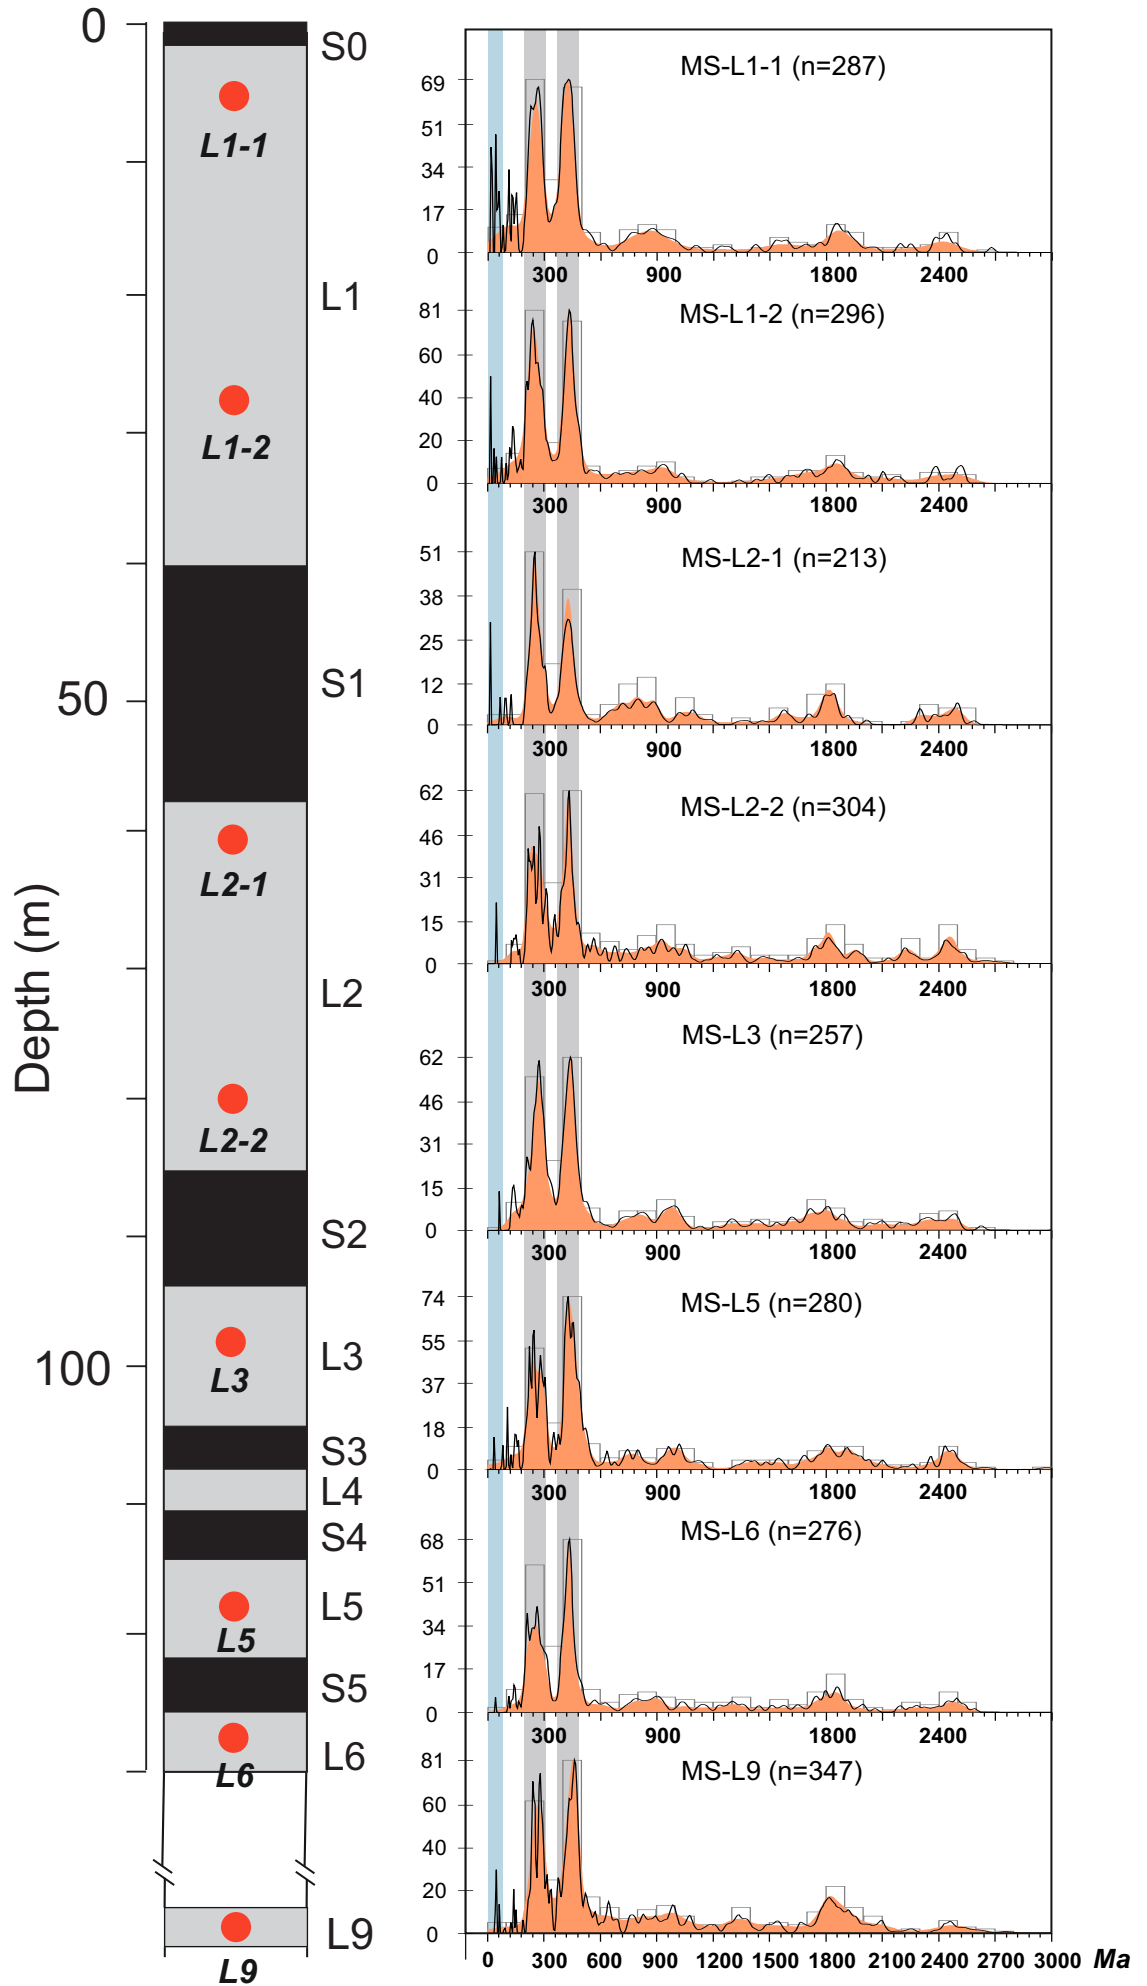 Depth (m)
0
50
100
S0
L1
S1
L2
S2
L3
S3
L4
S4
L5
S5
L6
L9
L1-1
L1-2
L2-1
L2-2
L3
L5
L6
L9
MS-L1-1 (n=287)
69
51
34
17
0
300 900 1800 2400
MS-L1-2 (n=296)
81
60
40
20
0
300 900 1800 2400
MS-L2-1 (n=213)
51
38
25
12
0
300 900 1800 2400
MS-L2-2 (n=304)
62
46
31
15
0
300 900 1800 2400
MS-L3 (n=257)
62
46
31
15
0
300 900 1800 2400
MS-L5 (n=280)
74
55
37
18
0
300 900 1800 2400
MS-L6 (n=276)
68
51
34
17
0
300 900 1800 2400
MS-L9 (n=347)
81
60
40
20
0
0 300 600 900 1200 1500 1800 2100 2400 2700 3000 Ma